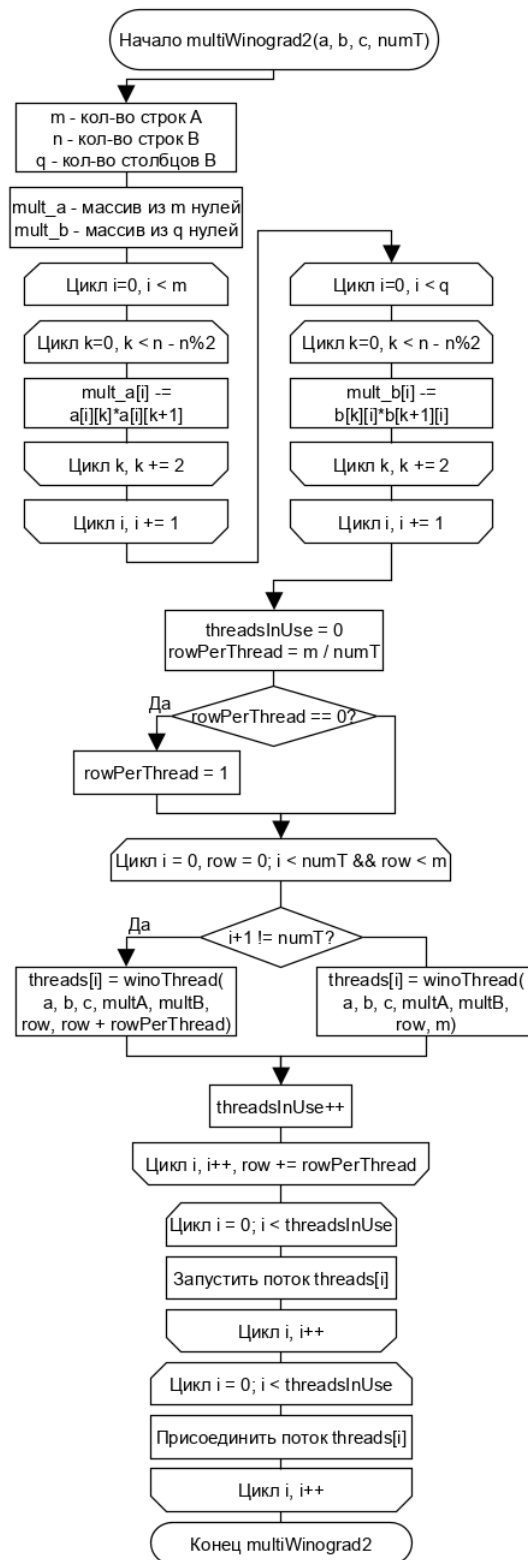 Начало multiWinograd2(a, b, c, numT)
m - кол-во строк A
n - кол-во строк B
q - кол-во столбцов B
mult_a - массив из m нулей
mult_b - массив из q нулей
Цикл i=0, i < m
Цикл k=0, k < n - n%2
mult_a[i] -=
a[i][k]*a[i][k+1]
Цикл k, k += 2
Цикл i, i += 1
Цикл i=0, i < q
Цикл k=0, k < n - n%2
mult_b[i] -=
b[k][i]*b[k+1][i]
Цикл k, k += 2
Цикл i, i += 1
threadsInUse = 0
rowPerThread = m / numT
rowPerThread == 0?
Да
rowPerThread = 1
Цикл i = 0, row = 0; i < numT && row < m
i+1 != numT?
Да
threads[i] = winoThread(
a, b, c, multA, multB,
row, row + rowPerThread)
threads[i] = winoThread(
a, b, c, multA, multB,
row, m)
threadsInUse++
Цикл i, i++, row += rowPerThread
Цикл i = 0; i < threadsInUse
Запустить поток threads[i]
Цикл i, i++
Цикл i = 0; i < threadsInUse
Присоединить поток threads[i]
Цикл i, i++
Конец multiWinograd2